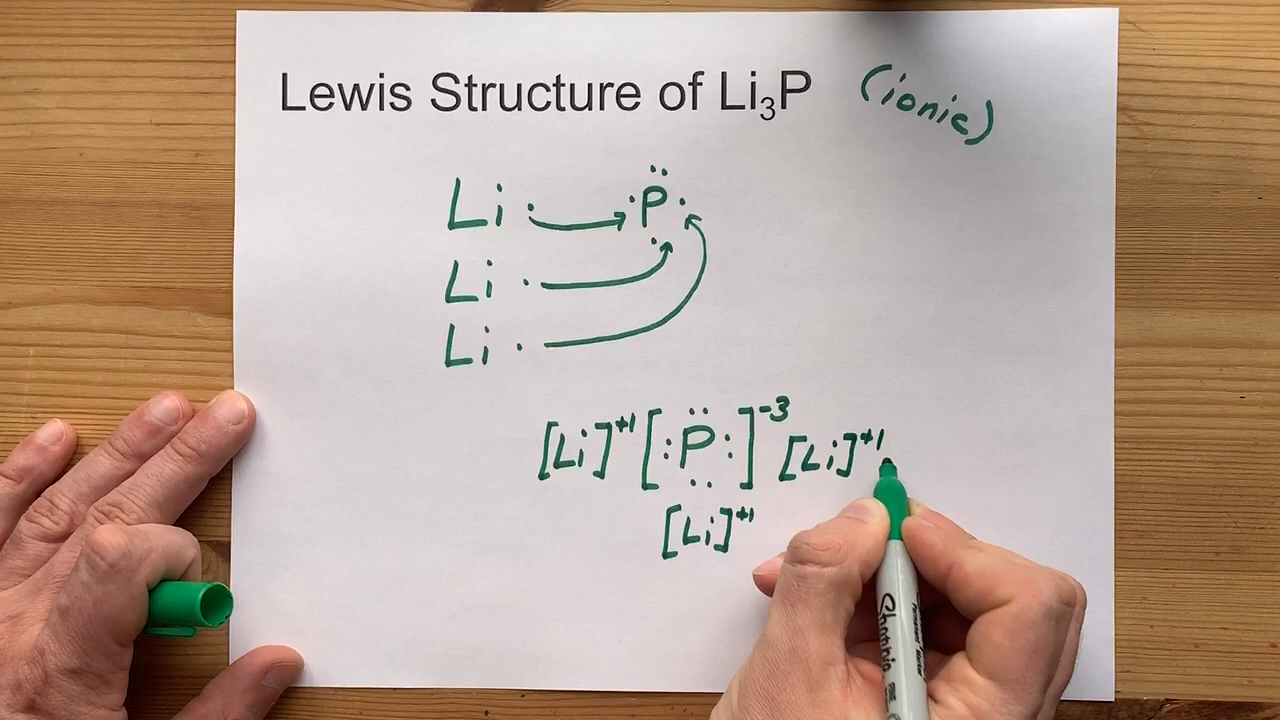 Lewis Structure of Li₃P (ionic)
Li· ·P̈·
Li·
Li·
[Li]⁺¹ [:P̈:]⁻³ [Li]⁺¹
[Li]⁺¹
Sharpie